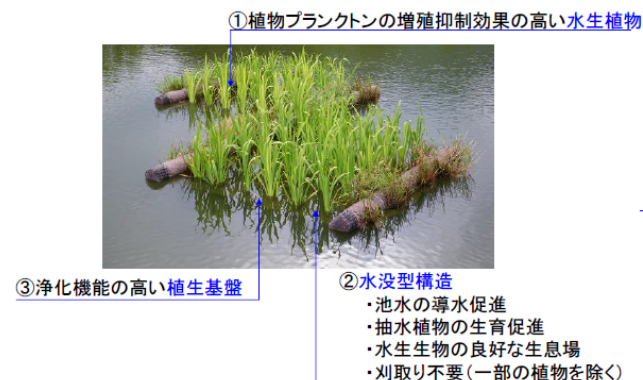 ①植物プランクトンの増殖抑制効果の高い水生植物
③浄化機能の高い植生基盤
②水没型構造
・池水の導水促進
・抽水植物の生育促進
・水生生物の良好な生息場
・刈取り不要(一部の植物を除く)